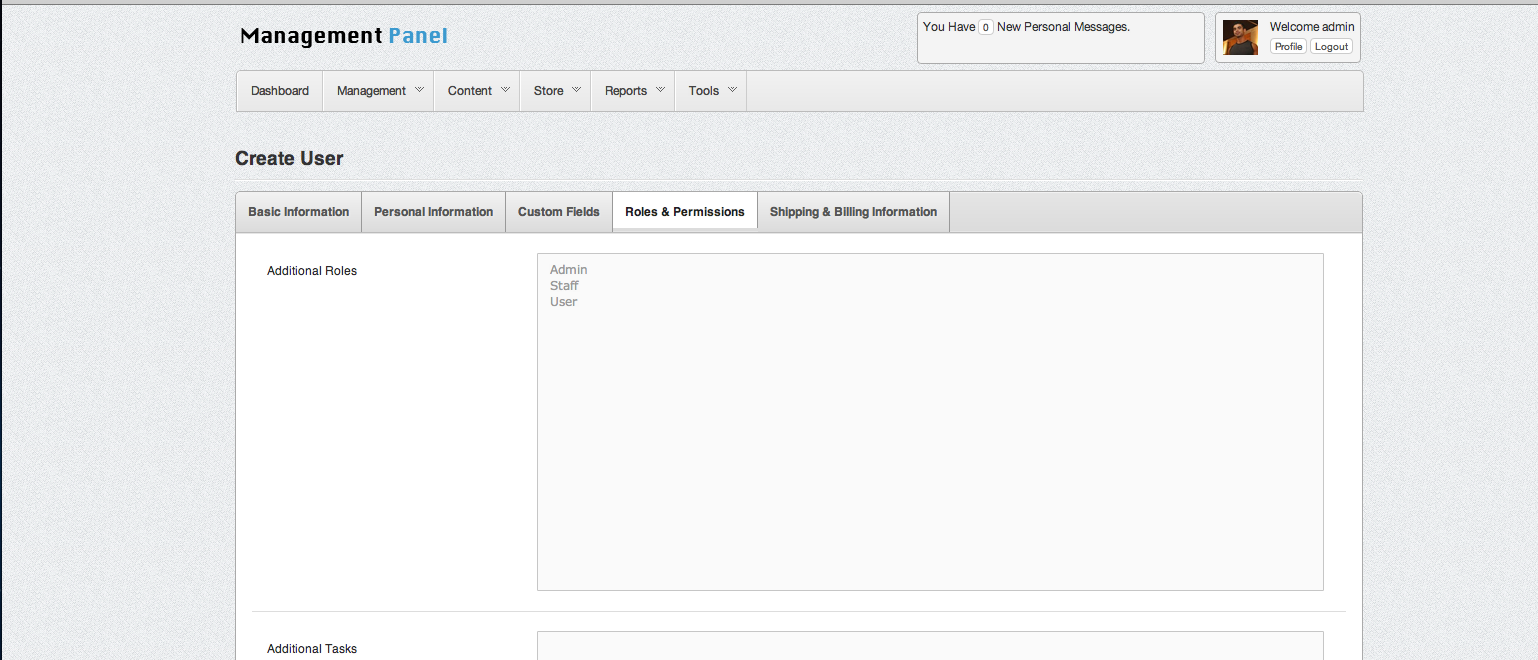 Management Panel
You Have 0 New Personal Messages.
Welcome admin
Profile Logout
Dashboard Management Content Store Reports Tools
Create User
Basic Information Personal Information Custom Fields Roles & Permissions Shipping & Billing Information
Additional Roles
Admin
Staff
User
Additional Tasks